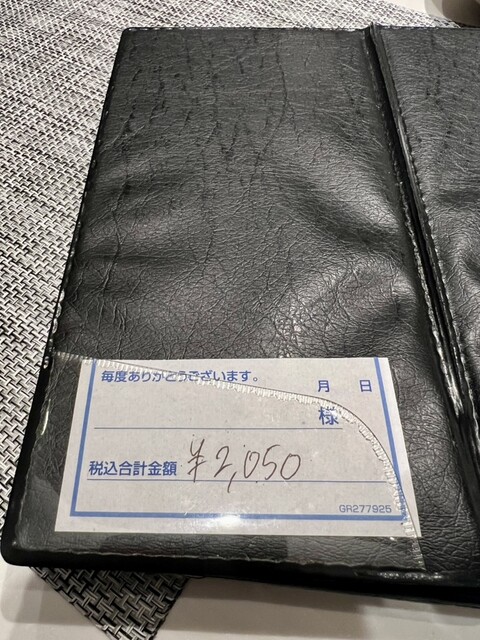 毎度ありがとうございます。
月 日
様
税込合計金額 ¥2,050
GR277925